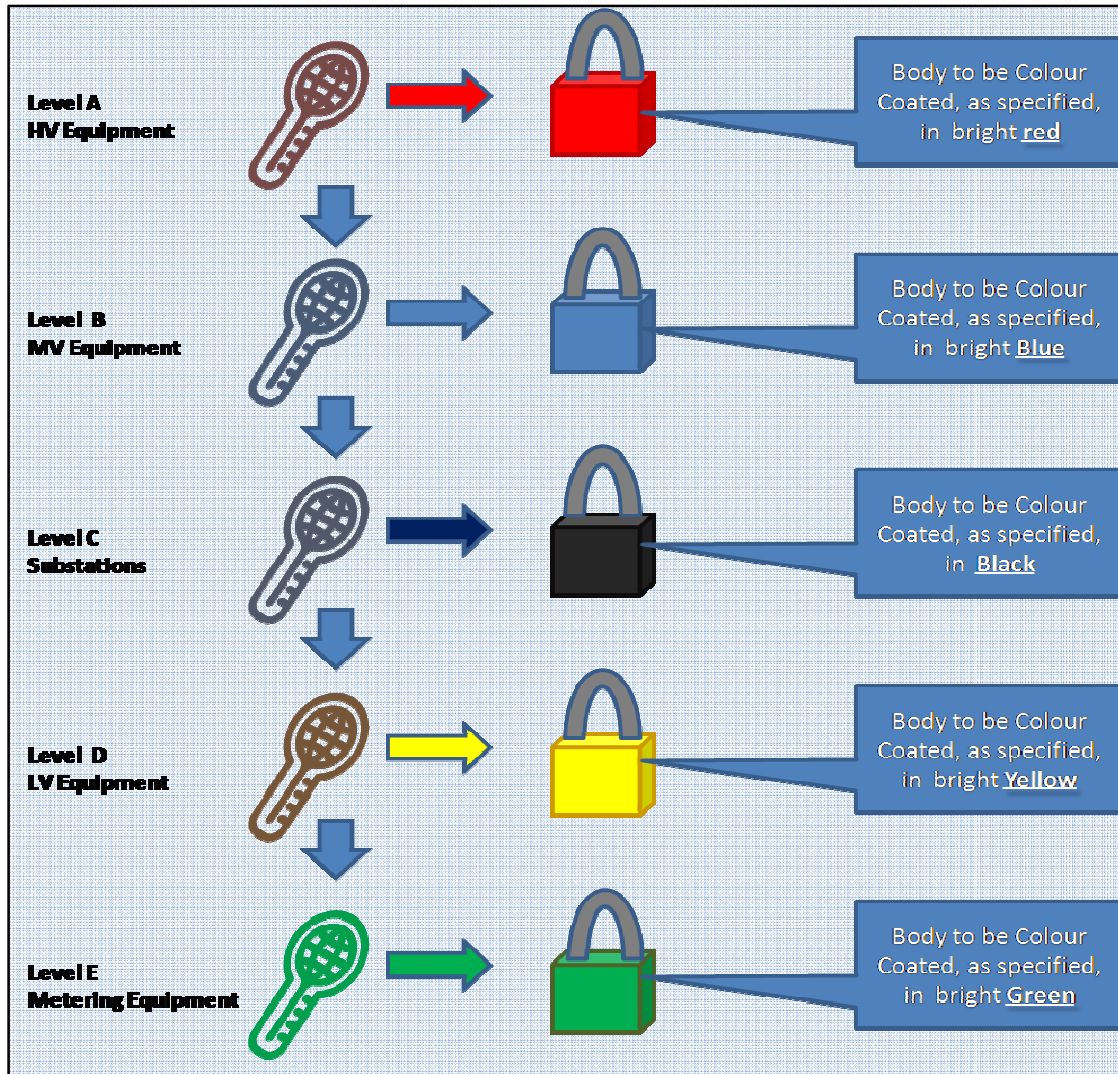 Level A
HV Equipment
Body to be Colour
Coated, as specified,
in bright red
Level B
MV Equipment
Body to be Colour
Coated, as specified,
in bright Blue
Level C
Substations
Body to be Colour
Coated, as specified,
in Black
Level D
LV Equipment
Body to be Colour
Coated, as specified,
in bright Yellow
Level E
Metering Equipment
Body to be Colour
Coated, as specified,
in bright Green